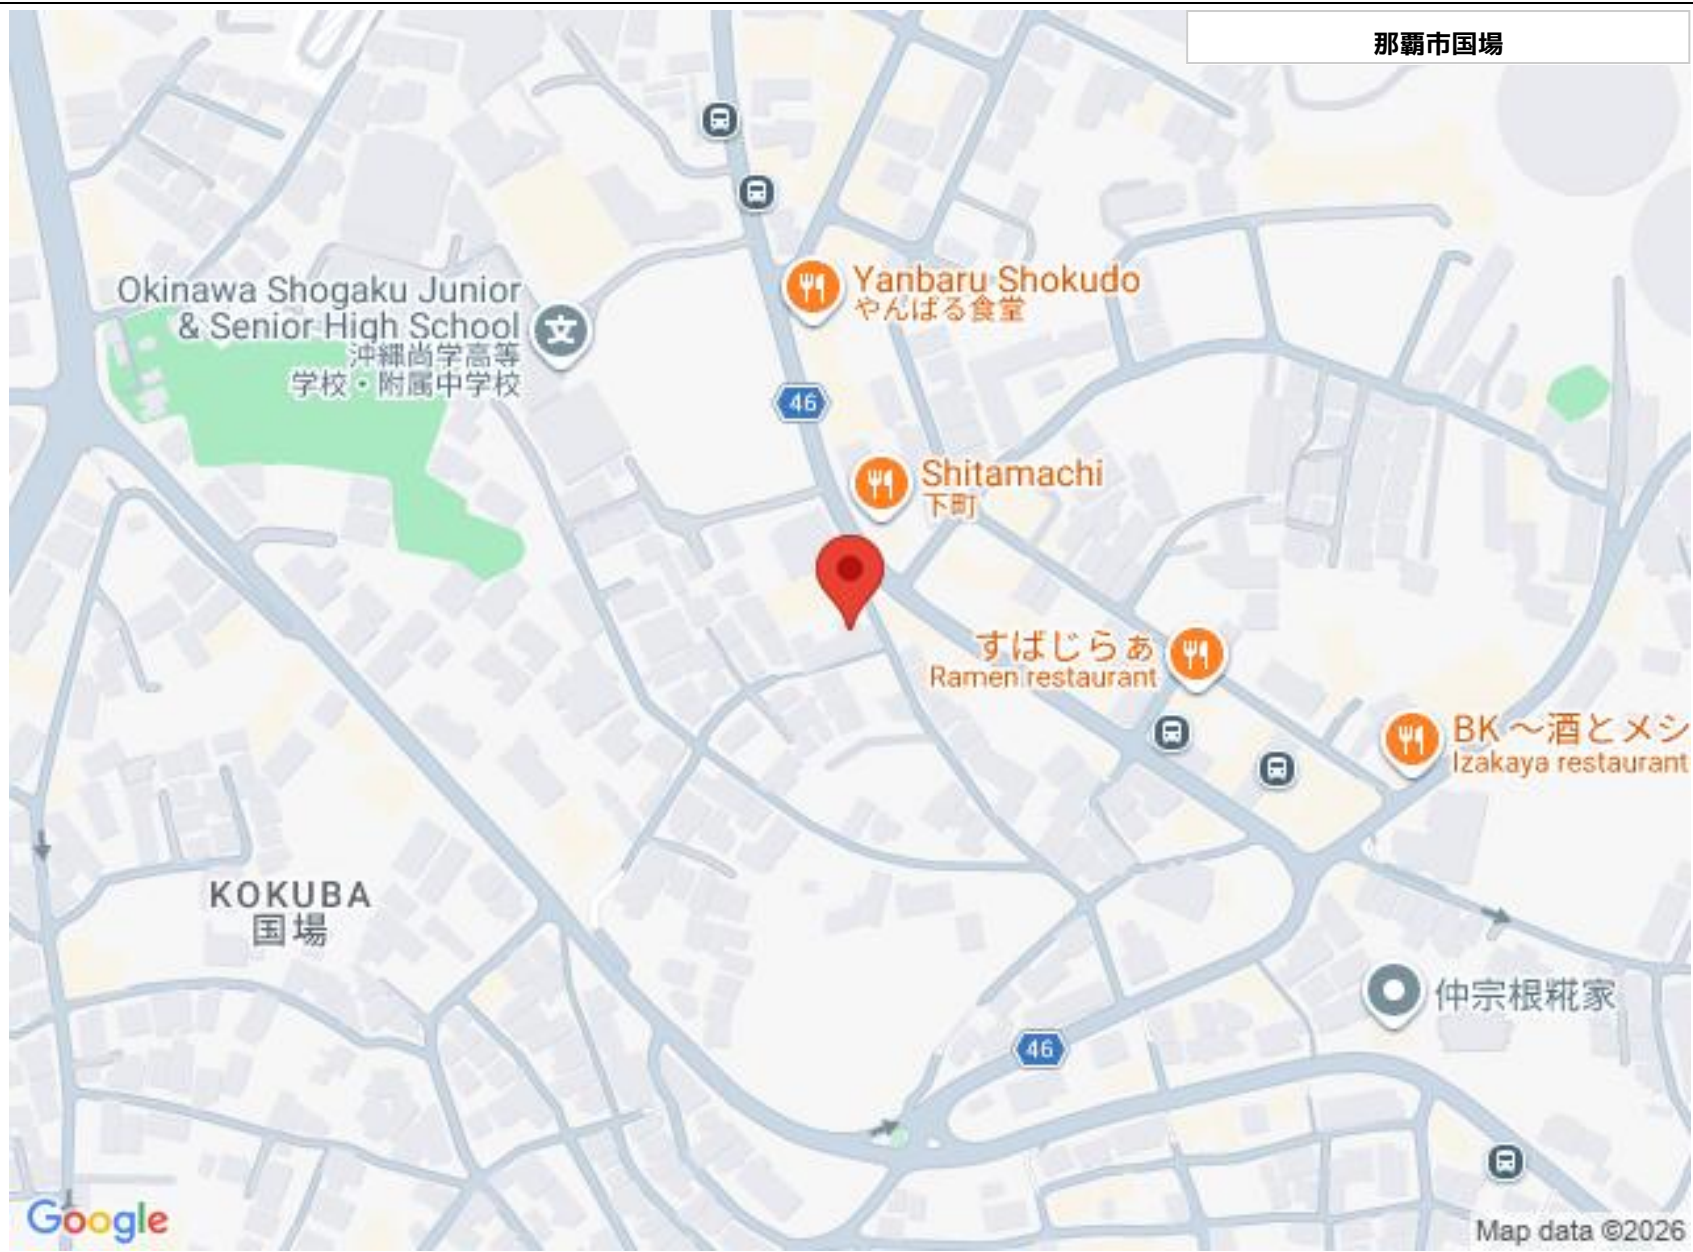 那覇市国場
Okinawa Shogaku Junior
& Senior High School
沖縄尚学高等
学校・附属中学校
Yanbaru Shokudo
やんばる食堂
46
Shitamachi
下町
すばじらぁ
Ramen restaurant
BK ～酒とメシ
Izakaya restaurant
KOKUBA
国場
仲宗根糀家
46
Google
Map data ©2026